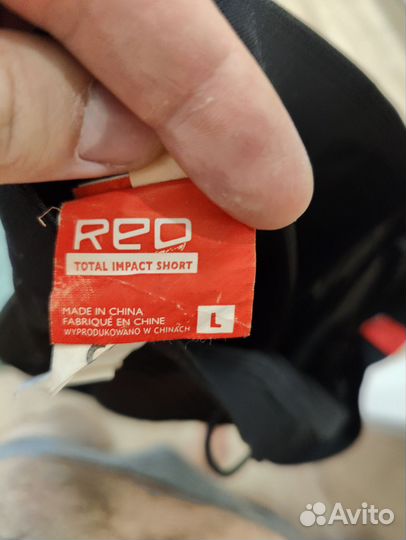 RED
TOTAL IMPACT SHORT
MADE IN CHINA
FABRIQUÉ EN CHINE
WYPRODUKOWANO W CHINACH
L
Avito